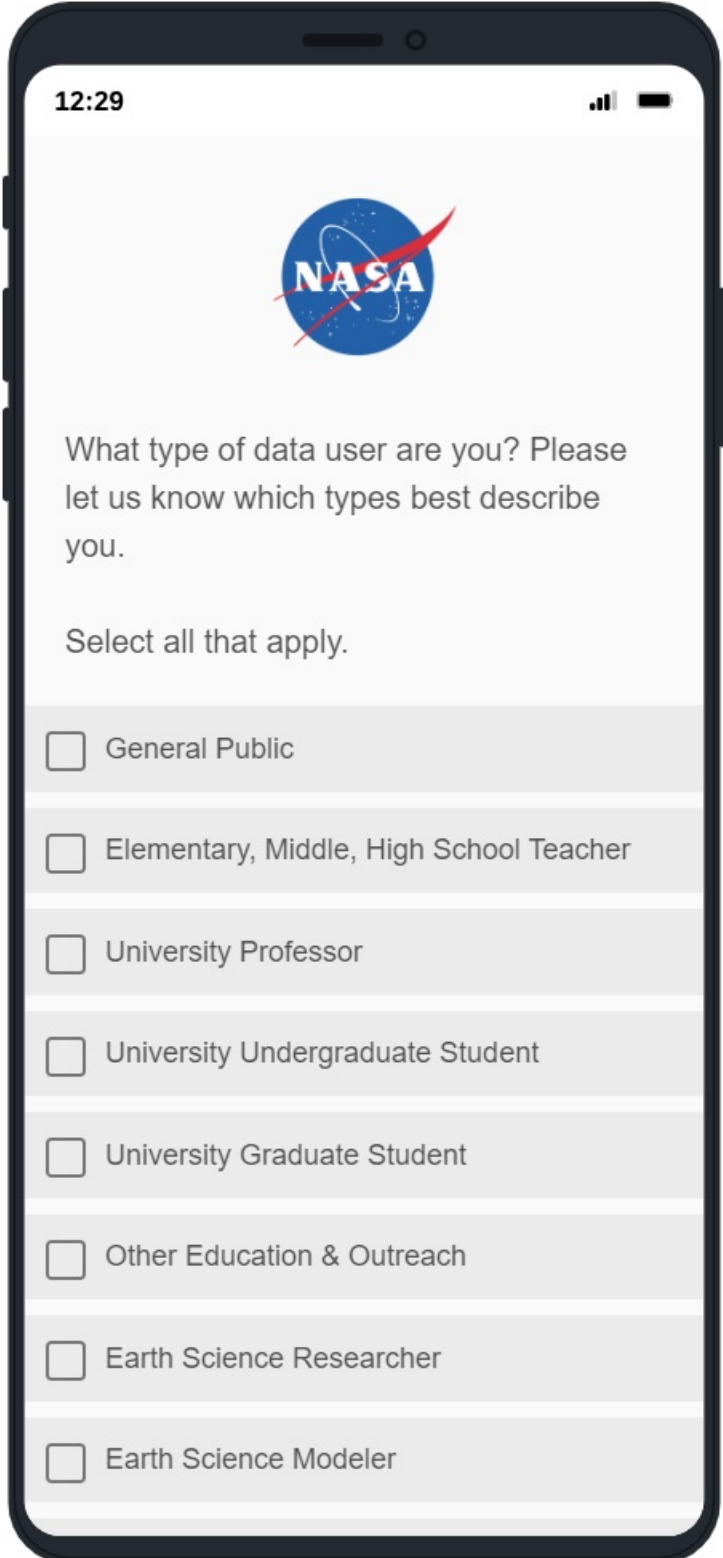 12:29
NASA
What type of data user are you? Please
let us know which types best describe
you.
Select all that apply.
General Public
Elementary, Middle, High School Teacher
University Professor
University Undergraduate Student
University Graduate Student
Other Education & Outreach
Earth Science Researcher
Earth Science Modeler